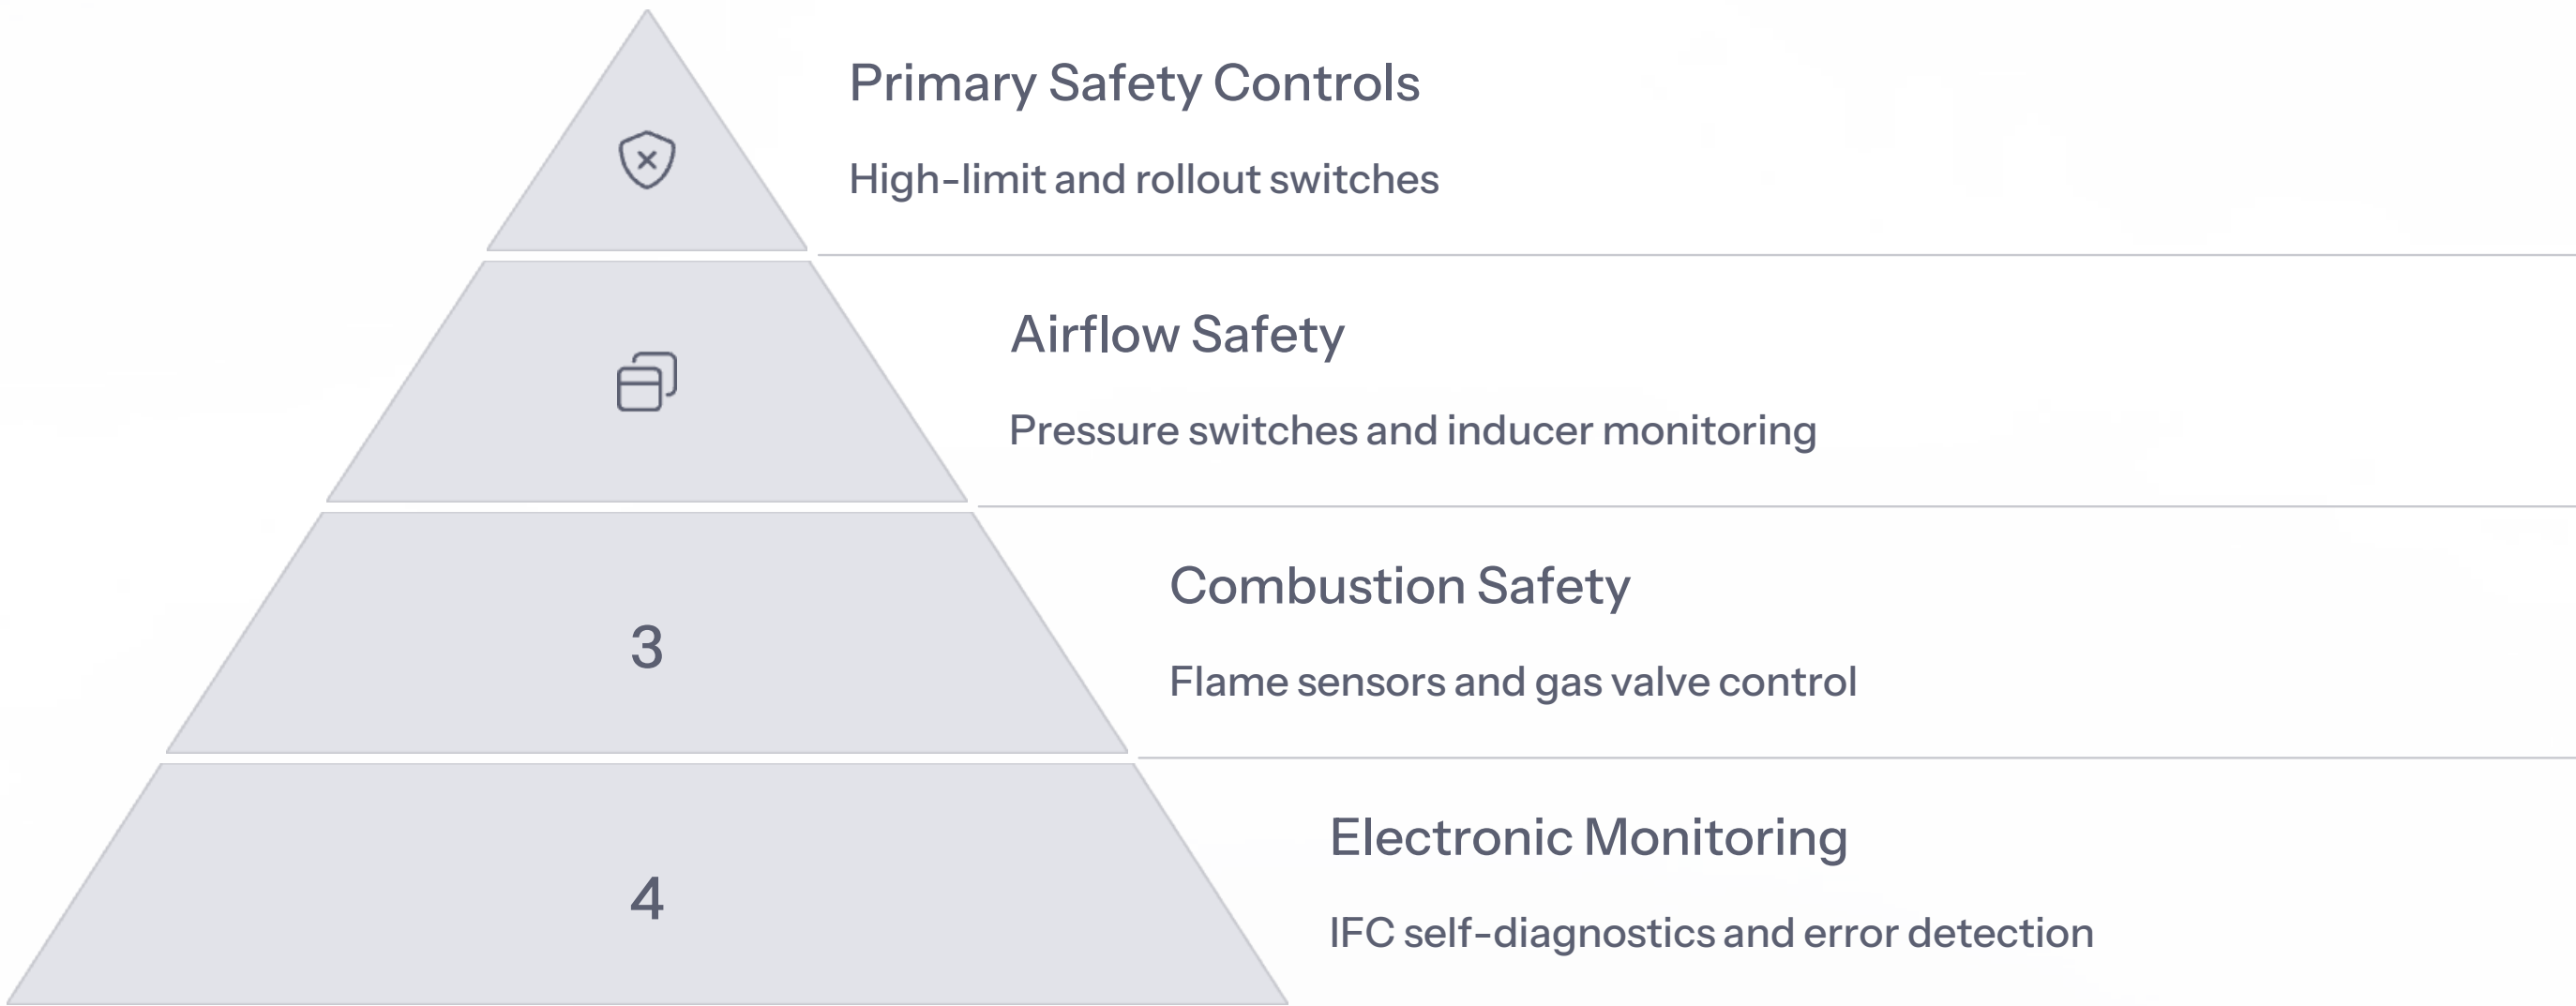 Primary Safety Controls
High-limit and rollout switches
Airflow Safety
Pressure switches and inducer monitoring
3
Combustion Safety
Flame sensors and gas valve control
4
Electronic Monitoring
IFC self-diagnostics and error detection